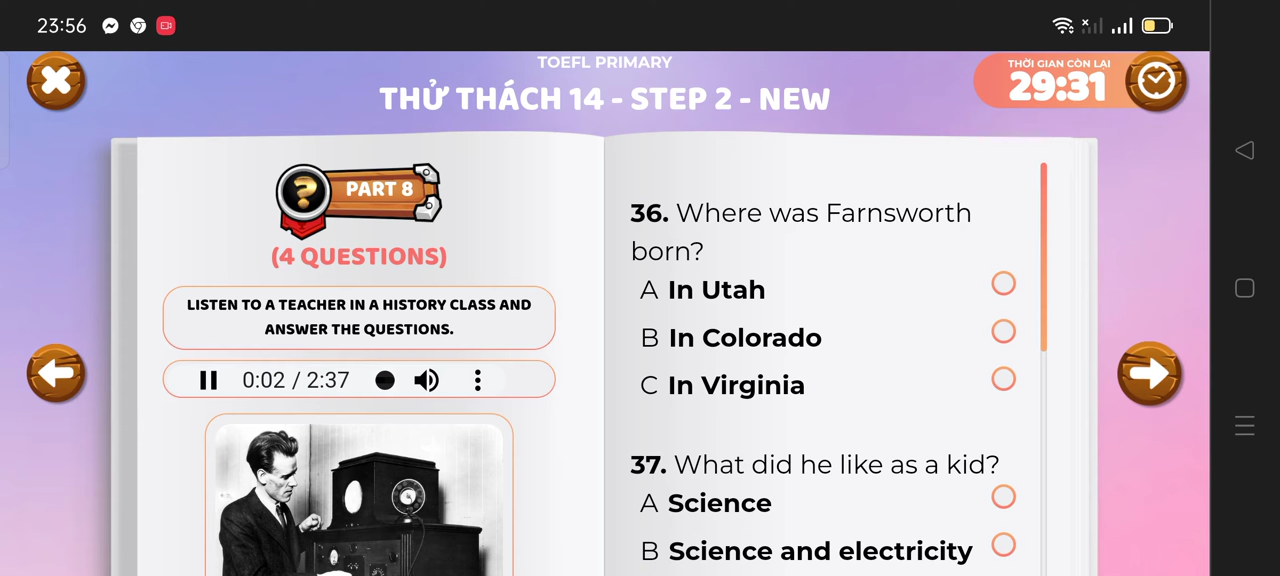 23:56
TOEFL PRIMARY
THỬ THÁCH 14 - STEP 2 - NEW
THỜI GIAN CÒN LẠI
29:31
PART 8
(4 QUESTIONS)
LISTEN TO A TEACHER IN A HISTORY CLASS AND
ANSWER THE QUESTIONS.
0:02 / 2:37
36. Where was Farnsworth
born?
A In Utah
B In Colorado
C In Virginia
37. What did he like as a kid?
A Science
B Science and electricity